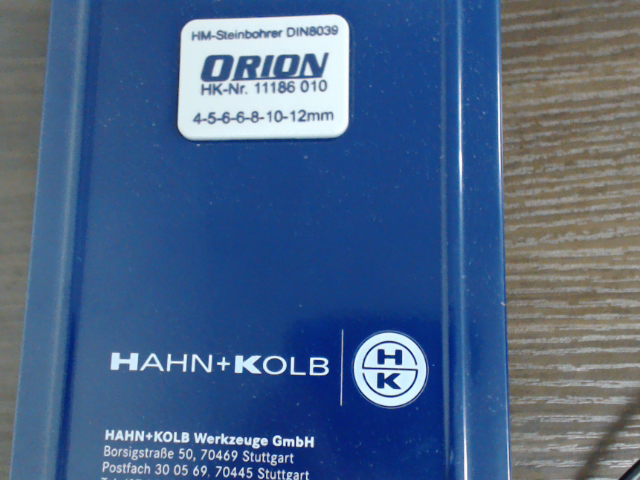 HM-Steinbohrer DIN8039
ORION
HK-Nr. 11186 010
4-5-6-6-8-10-12mm
HAHN+KOLB
H
K
HAHN+KOLB Werkzeuge GmbH
Borsigstraße 50, 70469 Stuttgart
Postfach 30 05 69, 70445 Stuttgart